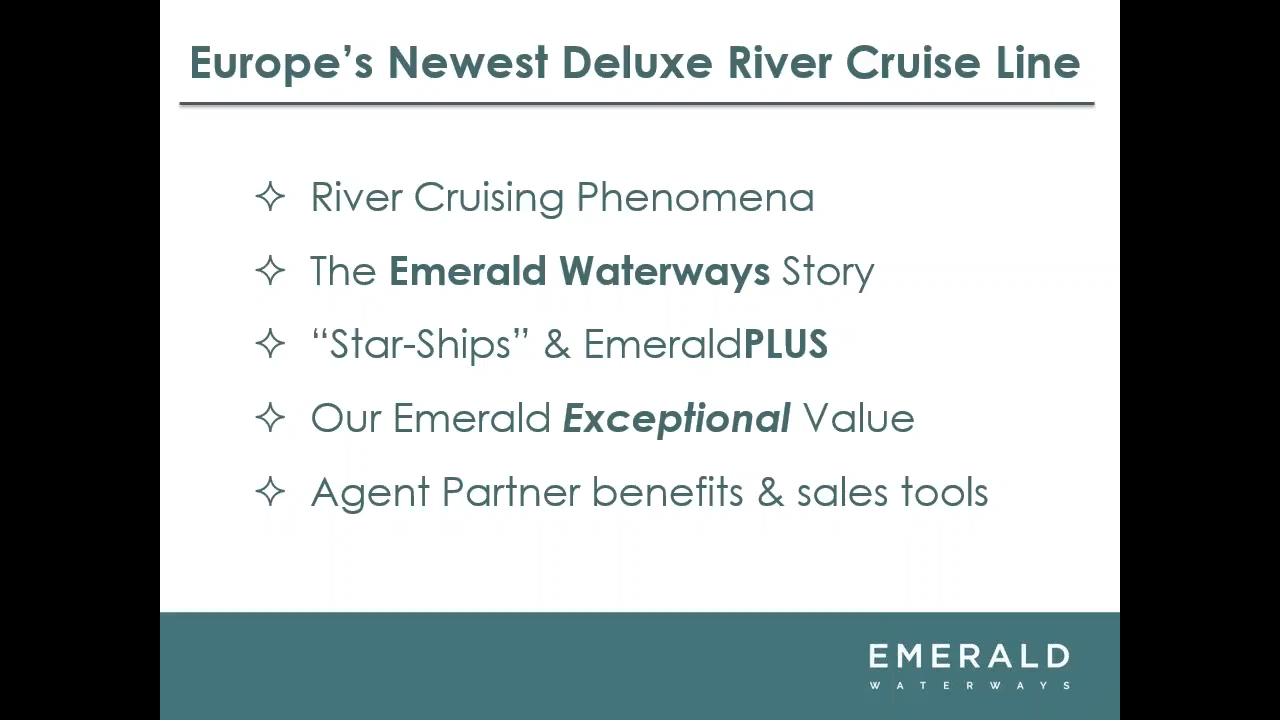 Europe’s Newest Deluxe River Cruise Line
River Cruising Phenomena
The Emerald Waterways Story
“Star-Ships” & EmeraldPLUS
Our Emerald Exceptional Value
Agent Partner benefits & sales tools
EMERALD
WATERWAYS